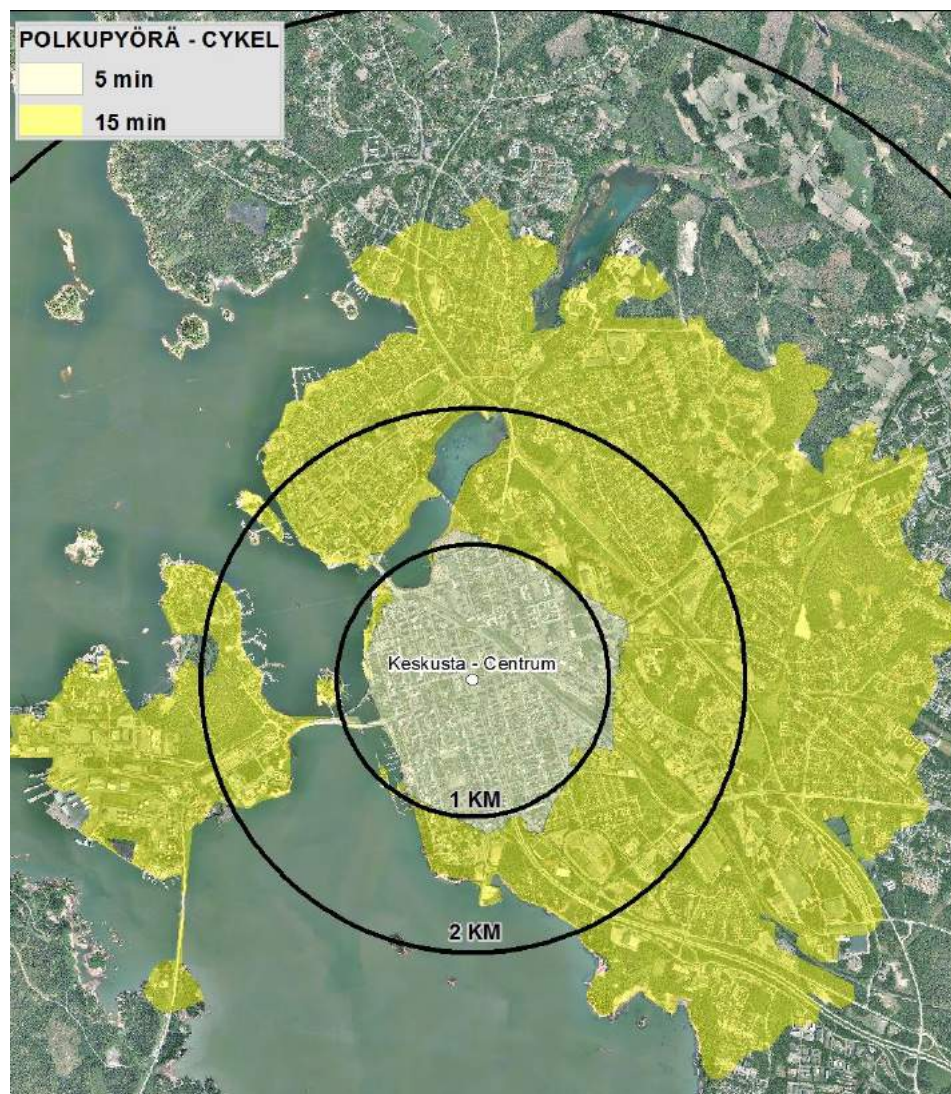 POLKUPYÖRÄ - CYKEL
5 min
15 min
Keskusta - Centrum
1 KM
2 KM